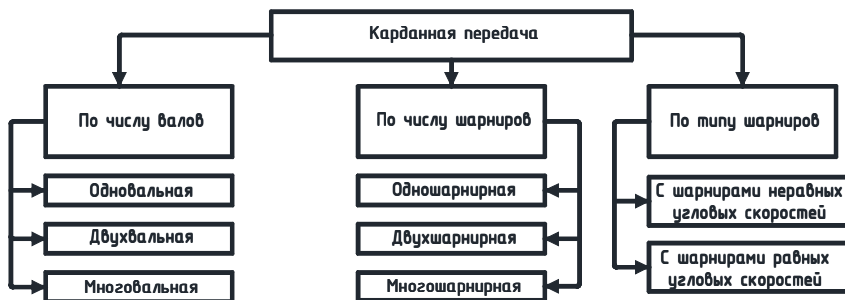 Карданная передача
По числу валов
Одновальная
Двухвальная
Многовальная
По числу шарниров
Одношарнирная
Двухшарнирная
Многошарнирная
По типу шарниров
С шарнирами неравных
угловых скоростей
С шарнирами равных
угловых скоростей